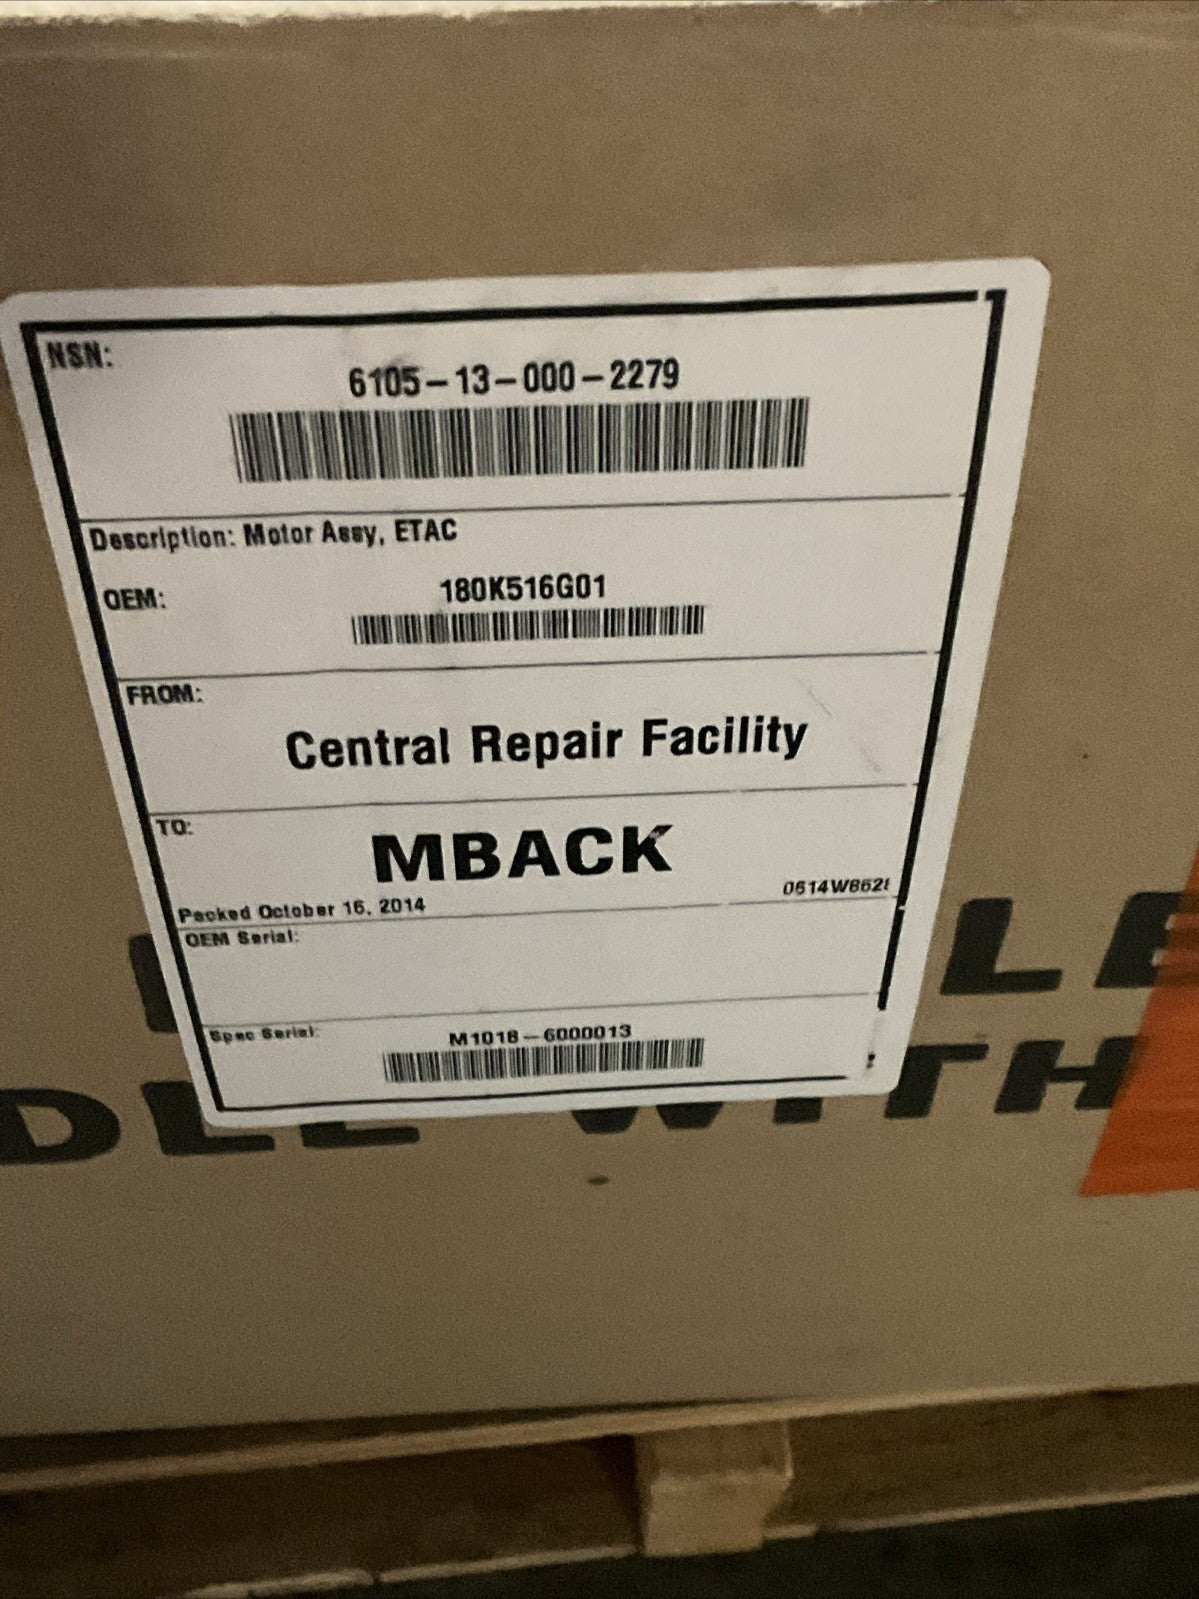 NSN:
6105-13-000-2279
Description: Motor Assy, ETAC
OEM:
180K516G01
FROM:
Central Repair Facility
TO:
MBACK
Packed October 16, 2014
OEM Serial:
Spec Serial:
M1018-6000013
WITH